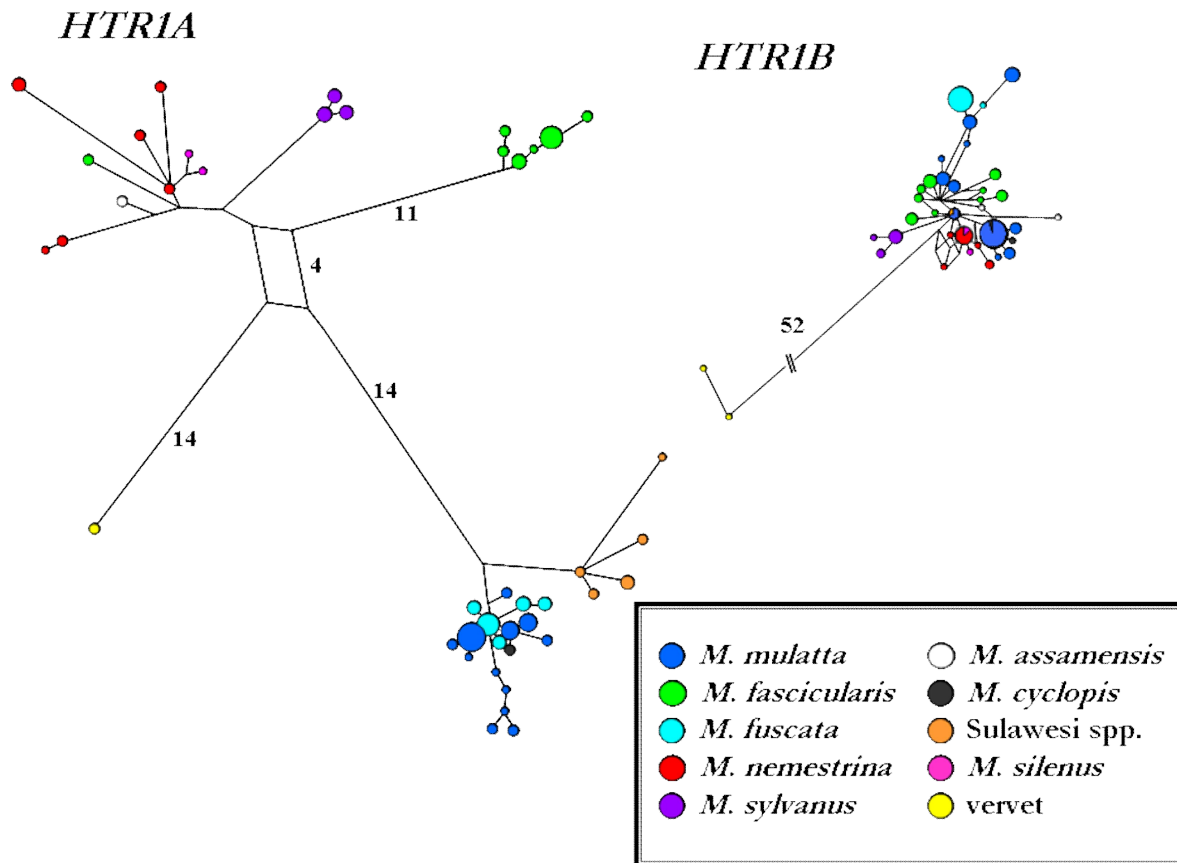 HTR1A
HTR1B
11
4
52
14
14
M. mulatta
M. fascicularis
M. fuscata
M. nemestrina
M. sylvanus
M. assamensis
M. cyclopis
Sulawesi spp.
M. silenus
vervet